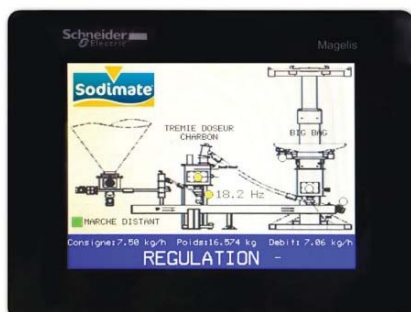 Schneider
Electric
Magelis
Sodimate
TREMIE DOSEUR
CHARBON
BIG BAG
18.2 Hz
MARCHE DISTANT
Consigne:7.50 kg/h Poids:16.574 kg Debit: 7.06 kg/h
REGULATION -